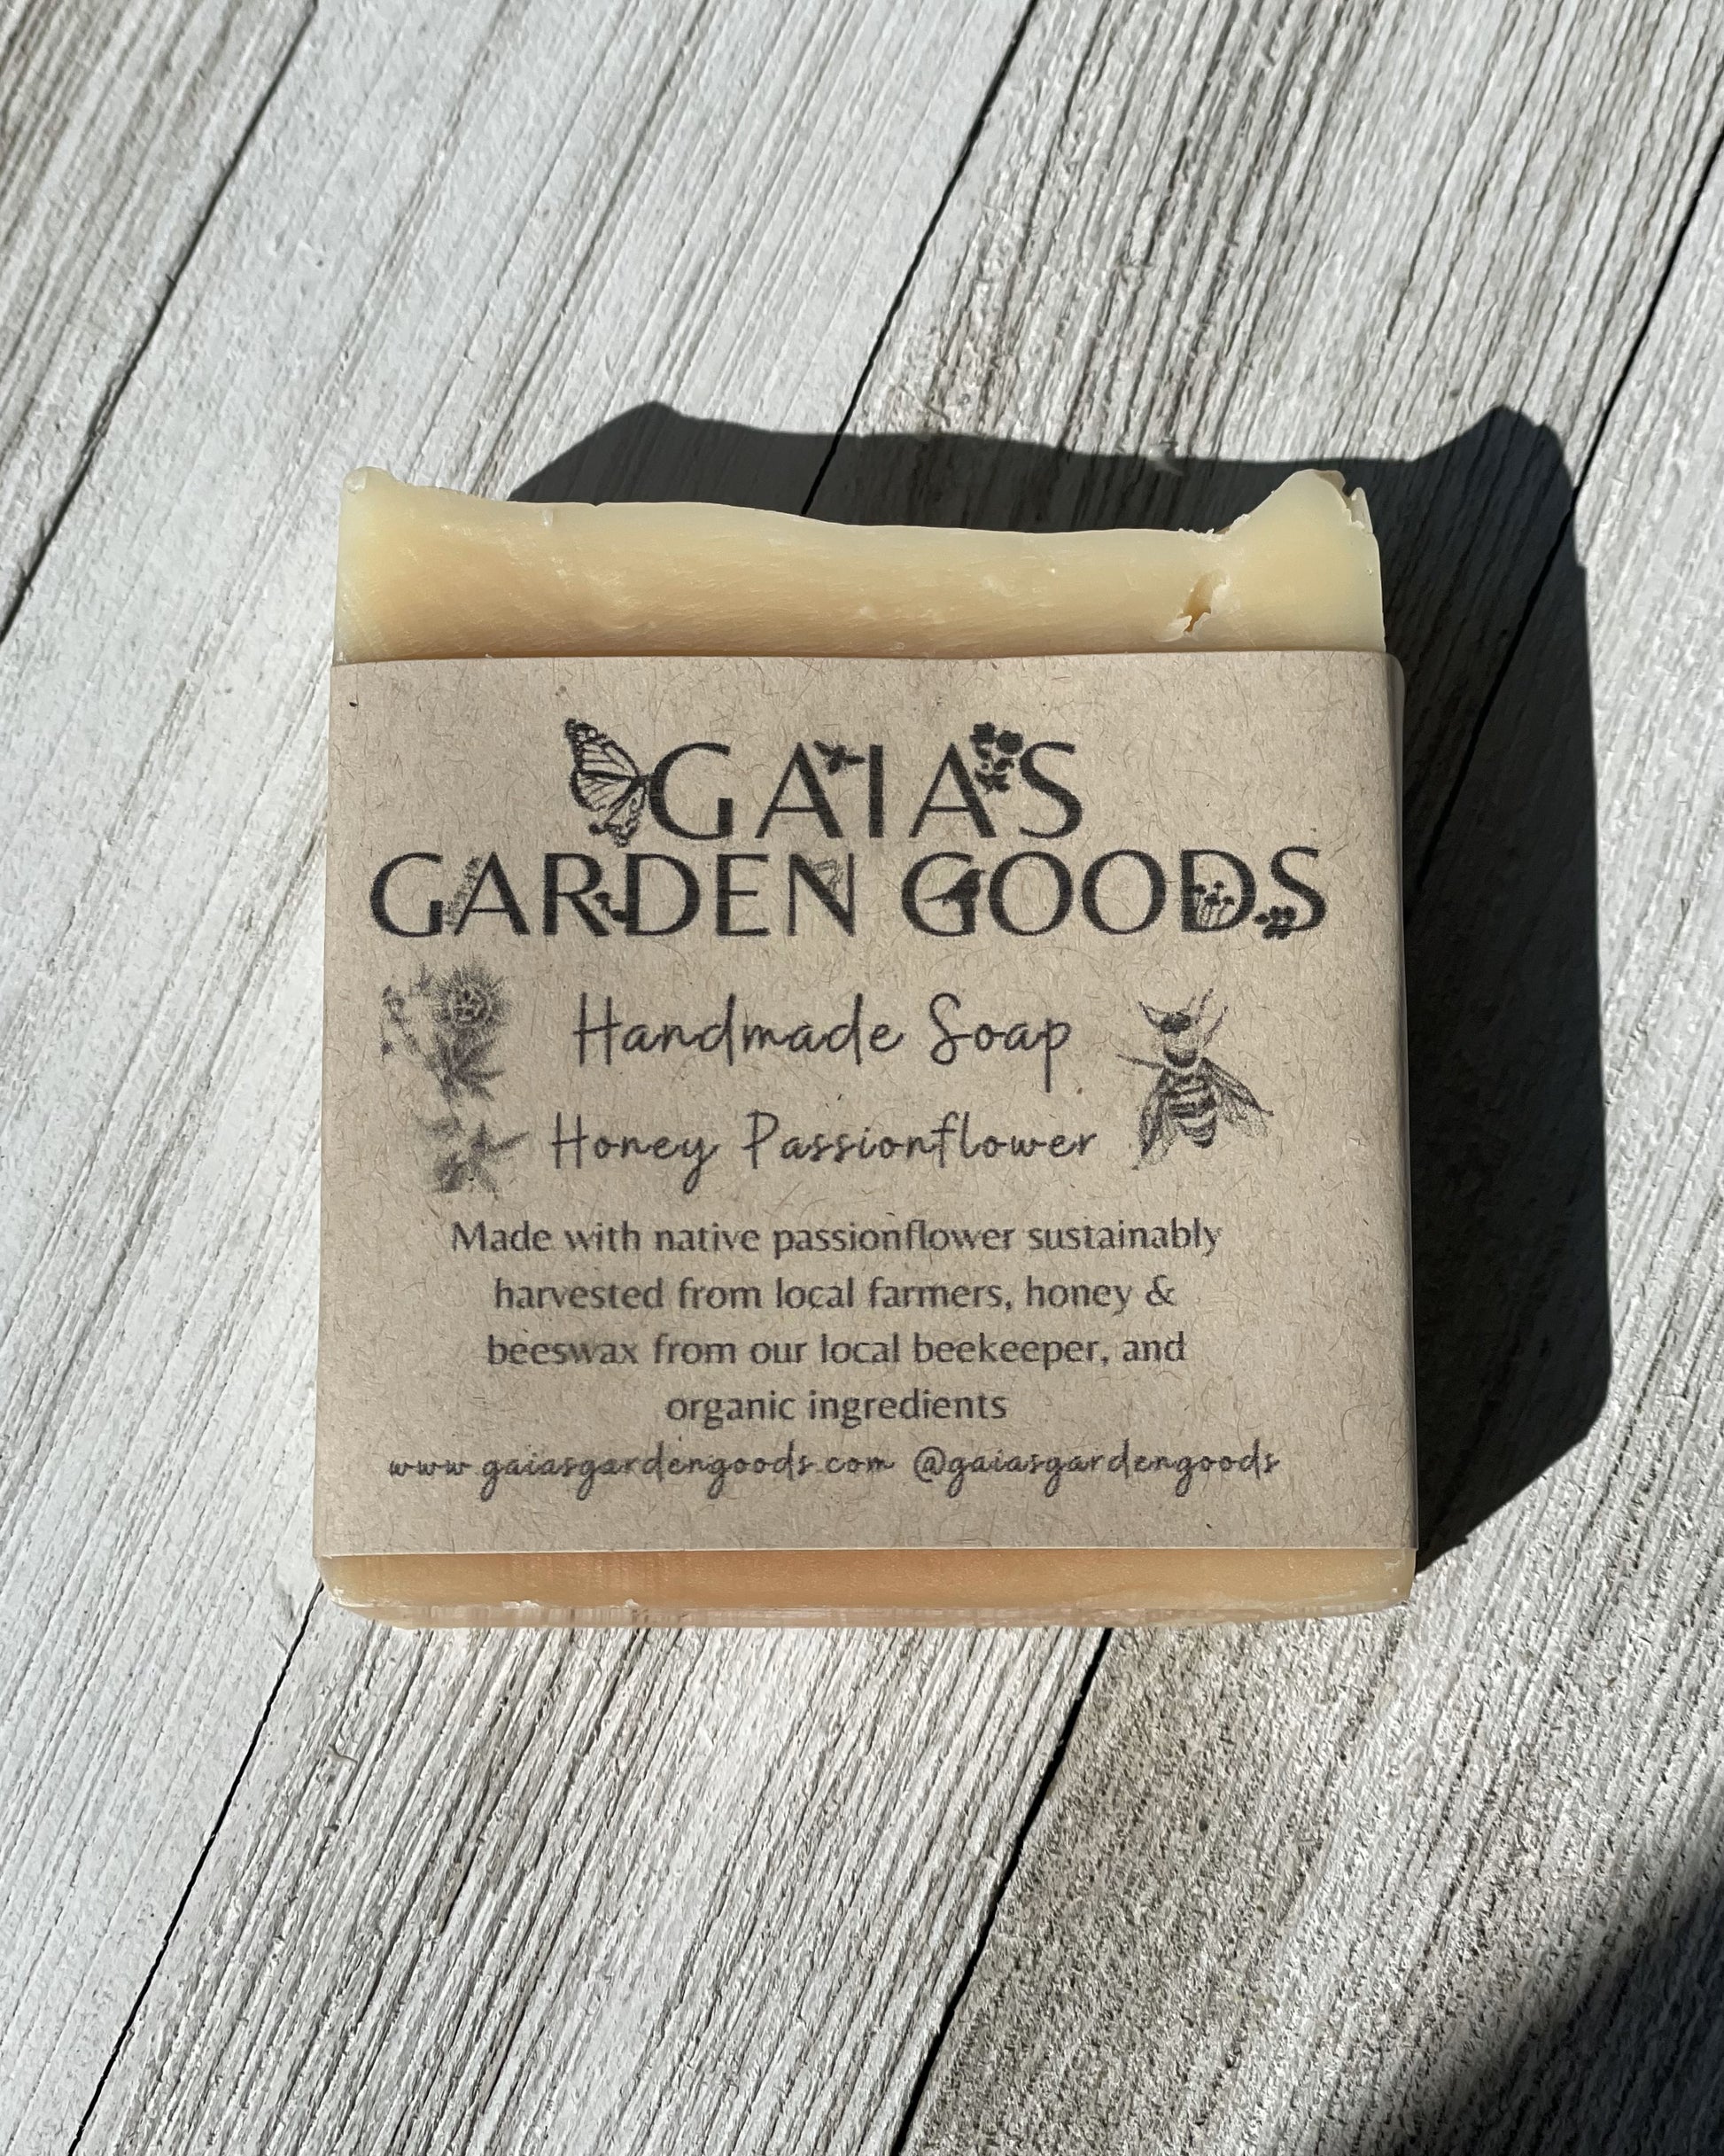 GAIA'S
GARDEN GOODS
Handmade Soap
Honey Passionflower
Made with native passionflower sustainably
harvested from local farmers, honey &
beeswax from our local beekeeper, and
organic ingredients
www.gaiasgardengoods.com @gaiasgardengoods